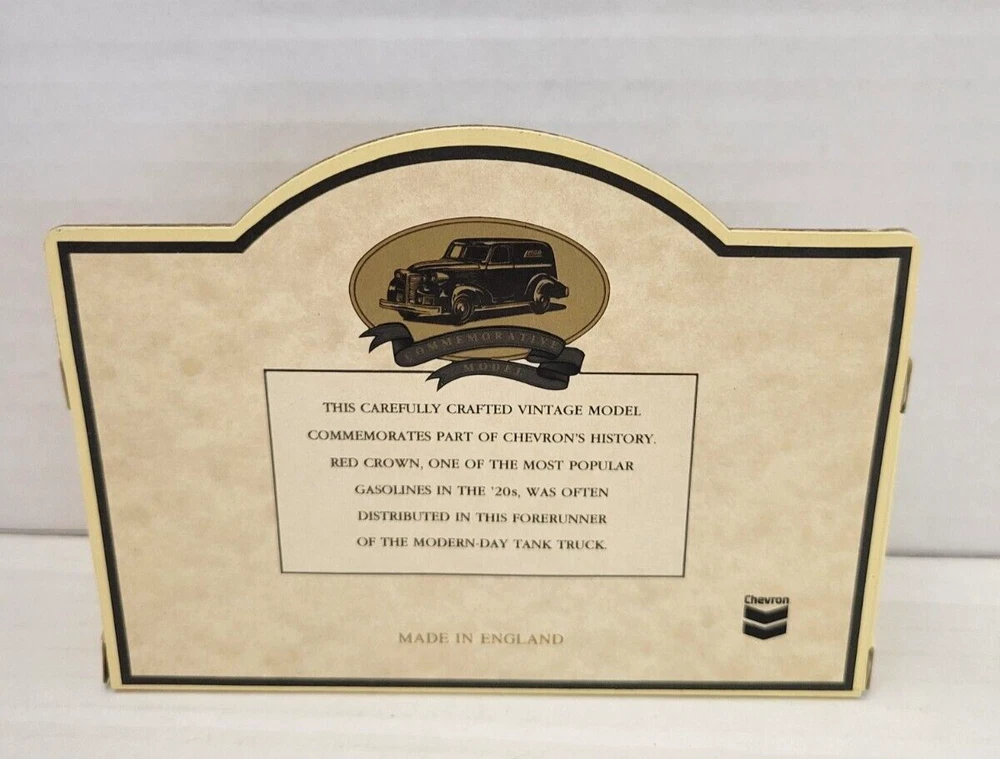 COMMEMORATIVE
MODEL
THIS CAREFULLY CRAFTED VINTAGE MODEL
COMMEMORATES PART OF CHEVRON'S HISTORY.
RED CROWN, ONE OF THE MOST POPULAR
GASOLINES IN THE '20s, WAS OFTEN
DISTRIBUTED IN THIS FORERUNNER
OF THE MODERN-DAY TANK TRUCK.
Chevron
MADE IN ENGLAND